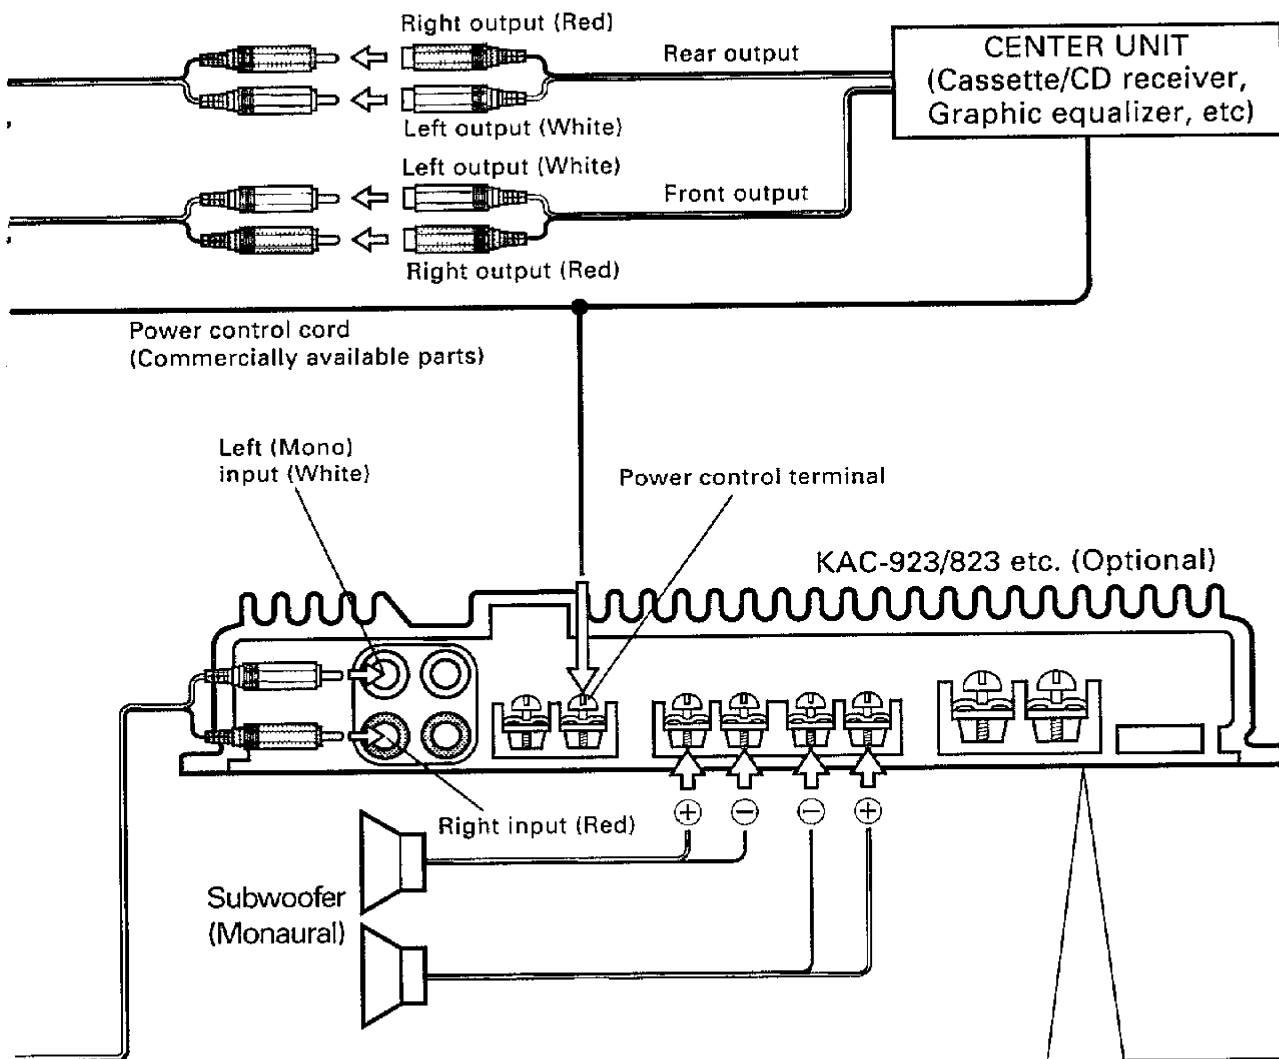 Right output (Red)
Rear output
CENTER UNIT
(Cassette/CD receiver,
Graphic equalizer, etc)
Left output (White)
Left output (White)
Front output
Right output (Red)
Power control cord
(Commercially available parts)
Left (Mono)
input (White)
Power control terminal
KAC-923/823 etc. (Optional)
Right input (Red)
+
−
−
+
Subwoofer
(Monaural)